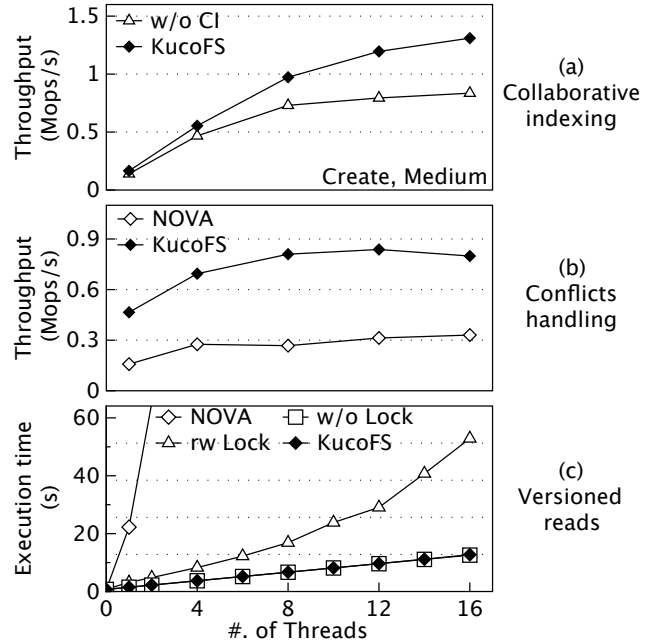 w/o CI
KucoFS
Throughput
(Mops/s)
1.5
1
0.5
0
Create, Medium
(a)
Collaborative
indexing
NOVA
KucoFS
Throughput
(Mops/s)
0.9
0.6
0.3
0
(b)
Conflicts
handling
NOVA
w/o Lock
rw Lock
KucoFS
Execution time
(s)
60
40
20
0
(c)
Versioned
reads
0 4 8 12 16
#. of Threads